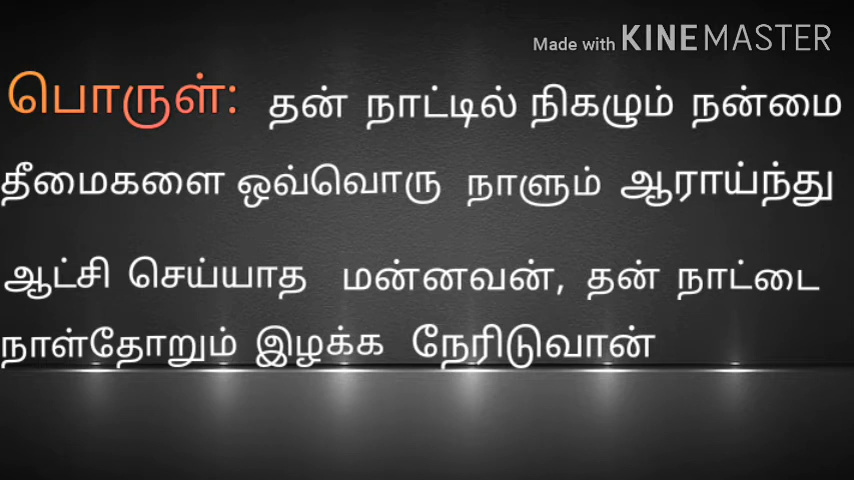 Made with KINEMASTER
பொருள்: தன் நாட்டில் நிகழும் நன்மை
தீமைகளை ஒவ்வொரு நாளும் ஆராய்ந்து
ஆட்சி செய்யாத மன்னவன், தன் நாட்டை
நாள்தோறும் இழக்க நேரிடுவான்